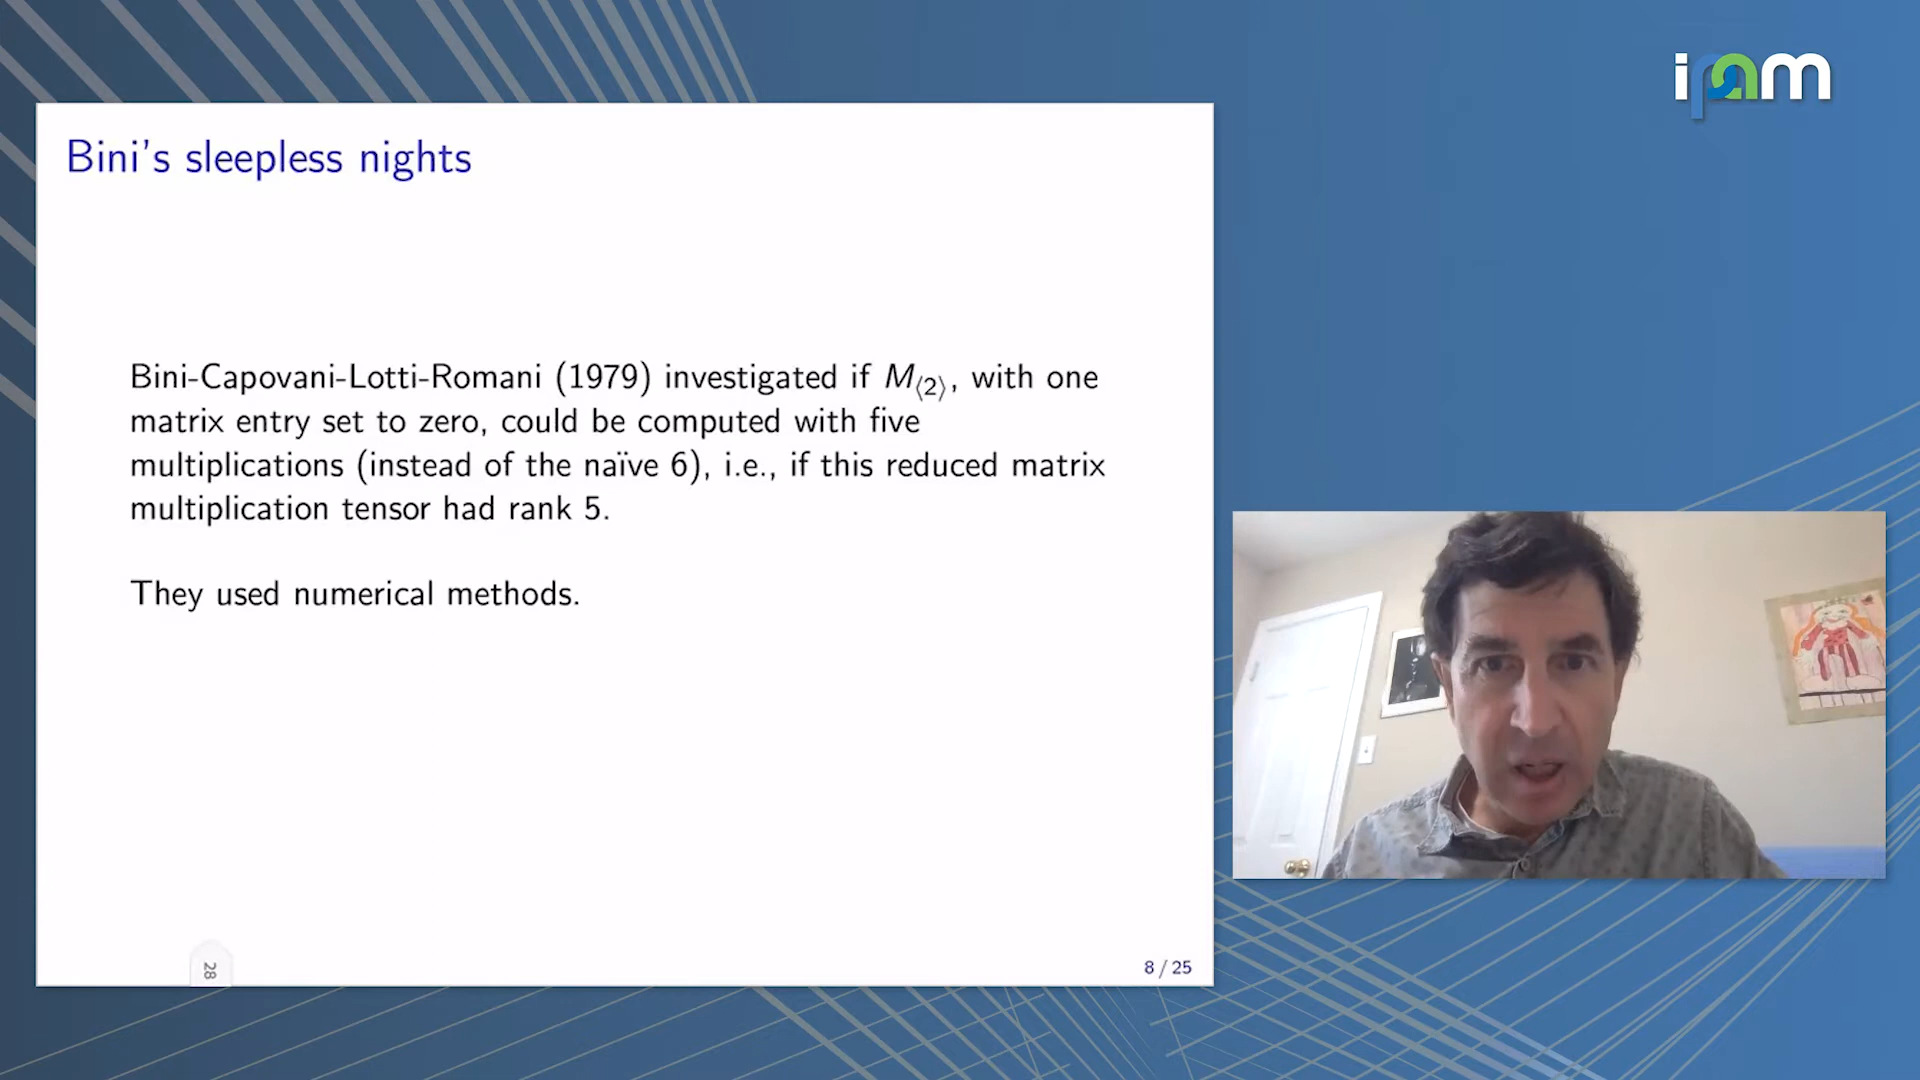 ipam
Bini's sleepless nights
Bini-Capovani-Lotti-Romani (1979) investigated if M⟨2⟩, with one
matrix entry set to zero, could be computed with five
multiplications (instead of the naïve 6), i.e., if this reduced matrix
multiplication tensor had rank 5.
They used numerical methods.
28
8 / 25